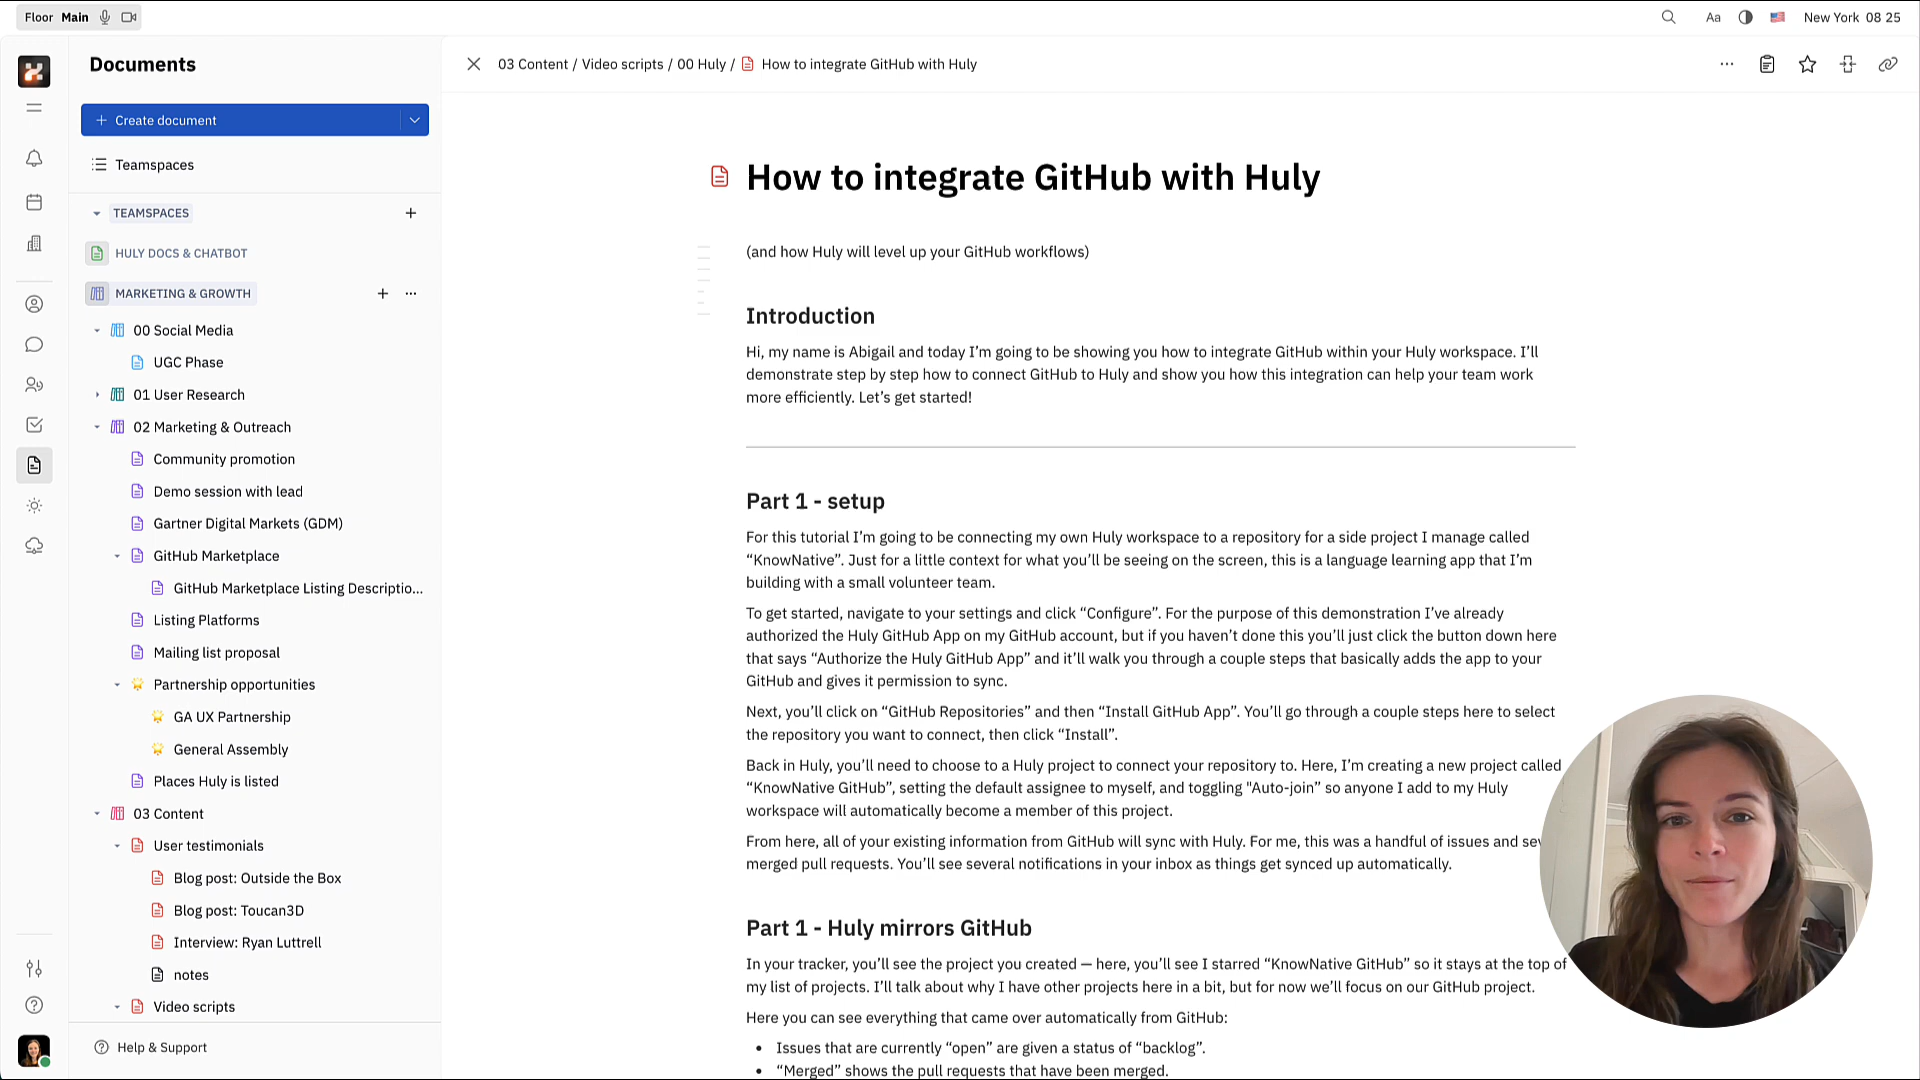 Floor Main
Aa
New York 08 25
Documents
03 Content / Video scripts / 00 Huly / How to integrate GitHub with Huly
Create document
Teamspaces
TEAMSPACES
HULY DOCS & CHATBOT
MARKETING & GROWTH
00 Social Media
UGC Phase
01 User Research
02 Marketing & Outreach
Community promotion
Demo session with lead
Gartner Digital Markets (GDM)
GitHub Marketplace
GitHub Marketplace Listing Descriptio...
Listing Platforms
Mailing list proposal
Partnership opportunities
GA UX Partnership
General Assembly
Places Huly is listed
03 Content
User testimonials
Blog post: Outside the Box
Blog post: Toucan3D
Interview: Ryan Luttrell
notes
Video scripts
Help & Support
How to integrate GitHub with Huly
(and how Huly will level up your GitHub workflows)
Introduction
Hi, my name is Abigail and today I’m going to be showing you how to integrate GitHub within your Huly workspace. I’ll
demonstrate step by step how to connect GitHub to Huly and show you how this integration can help your team work
more efficiently. Let’s get started!
Part 1 - setup
For this tutorial I’m going to be connecting my own Huly workspace to a repository for a side project I manage called
“KnowNative”. Just for a little context for what you’ll be seeing on the screen, this is a language learning app that I’m
building with a small volunteer team.
To get started, navigate to your settings and click “Configure”. For the purpose of this demonstration I’ve already
authorized the Huly GitHub App on my GitHub account, but if you haven’t done this you’ll just click the button down here
that says “Authorize the Huly GitHub App” and it’ll walk you through a couple steps that basically adds the app to your
GitHub and gives it permission to sync.
Next, you’ll click on “GitHub Repositories” and then “Install GitHub App”. You’ll go through a couple steps here to select
the repository you want to connect, then click “Install”.
Back in Huly, you’ll need to choose to a Huly project to connect your repository to. Here, I’m creating a new project called
“KnowNative GitHub”, setting the default assignee to myself, and toggling "Auto-join” so anyone I add to my Huly
workspace will automatically become a member of this project.
From here, all of your existing information from GitHub will sync with Huly. For me, this was a handful of issues and
merged pull requests. You’ll see several notifications in your inbox as things get synced up automatically.
Part 1 - Huly mirrors GitHub
In your tracker, you’ll see the project you created — here, you’ll see I starred “KnowNative GitHub” so it stays at the top of
my list of projects. I’ll talk about why I have other projects here in a bit, but for now we’ll focus on our GitHub project.
Here you can see everything that came over automatically from GitHub:
• Issues that are currently “open” are given a status of “backlog”.
• “Merged” shows the pull requests that have been merged.